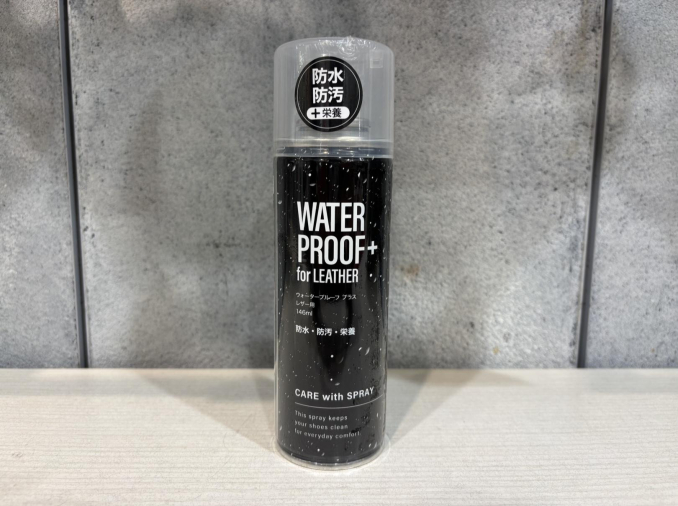 防水
防汚
+栄養
WATER
PROOF+
for LEATHER
ウォータープルーフ プラス
レザー用
146ml
防水・防汚・栄養
CARE with SPRAY
This spray keeps
your shoes clean
for everyday comfort.